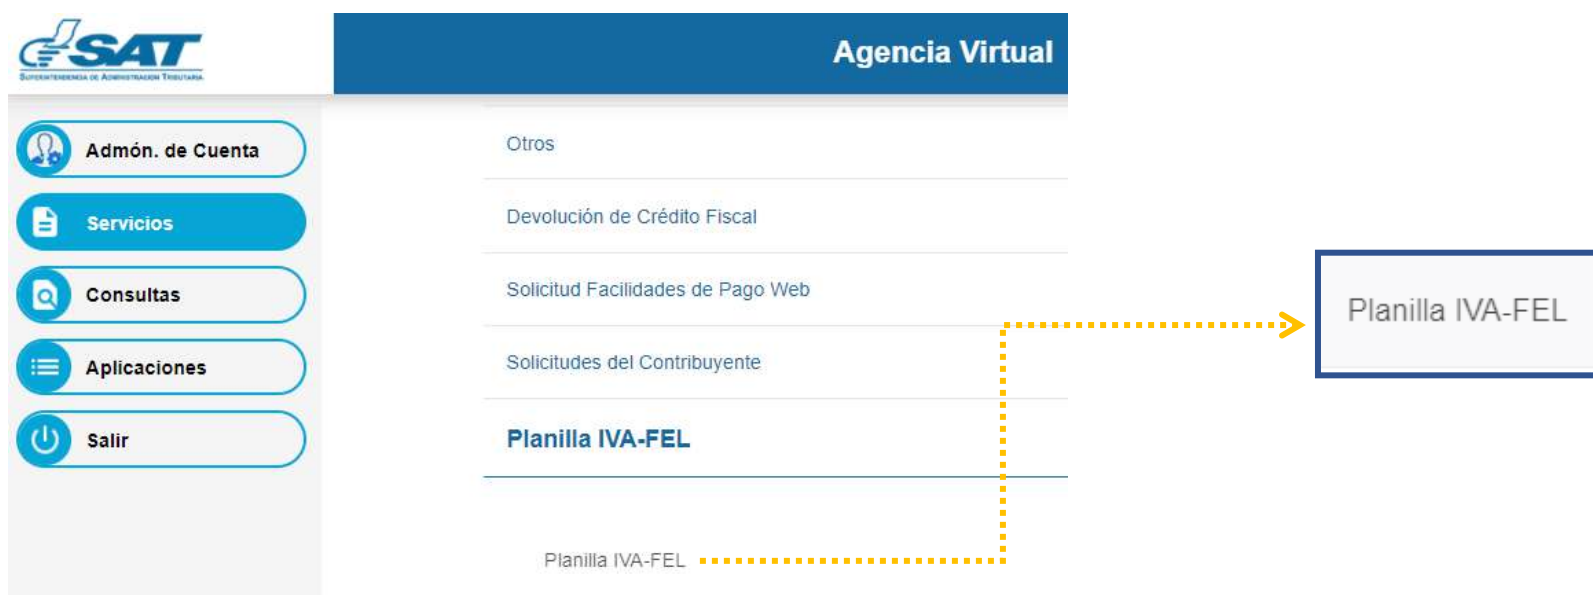 SAT
SUPERINTENDENCIA DE ADMINISTRACION TRIBUTARIA
Agencia Virtual
Admón. de Cuenta
Servicios
Consultas
Aplicaciones
Salir
Otros
Devolución de Crédito Fiscal
Solicitud Facilidades de Pago Web
Solicitudes del Contribuyente
Planilla IVA-FEL
Planilla IVA-FEL
Planilla IVA-FEL